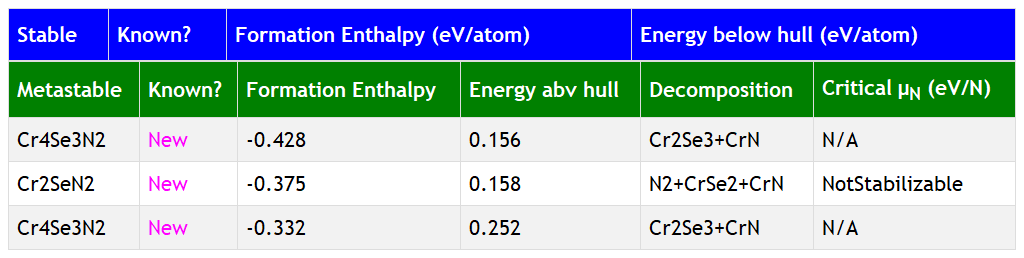 Stable Known? Formation Enthalpy (eV/atom) Energy below hull (eV/atom)
Metastable Known? Formation Enthalpy Energy abv hull Decomposition Critical μN (eV/N)
Cr4Se3N2 New -0.428 0.156 Cr2Se3+CrN N/A
Cr2SeN2 New -0.375 0.158 N2+CrSe2+CrN NotStabilizable
Cr4Se3N2 New -0.332 0.252 Cr2Se3+CrN N/A